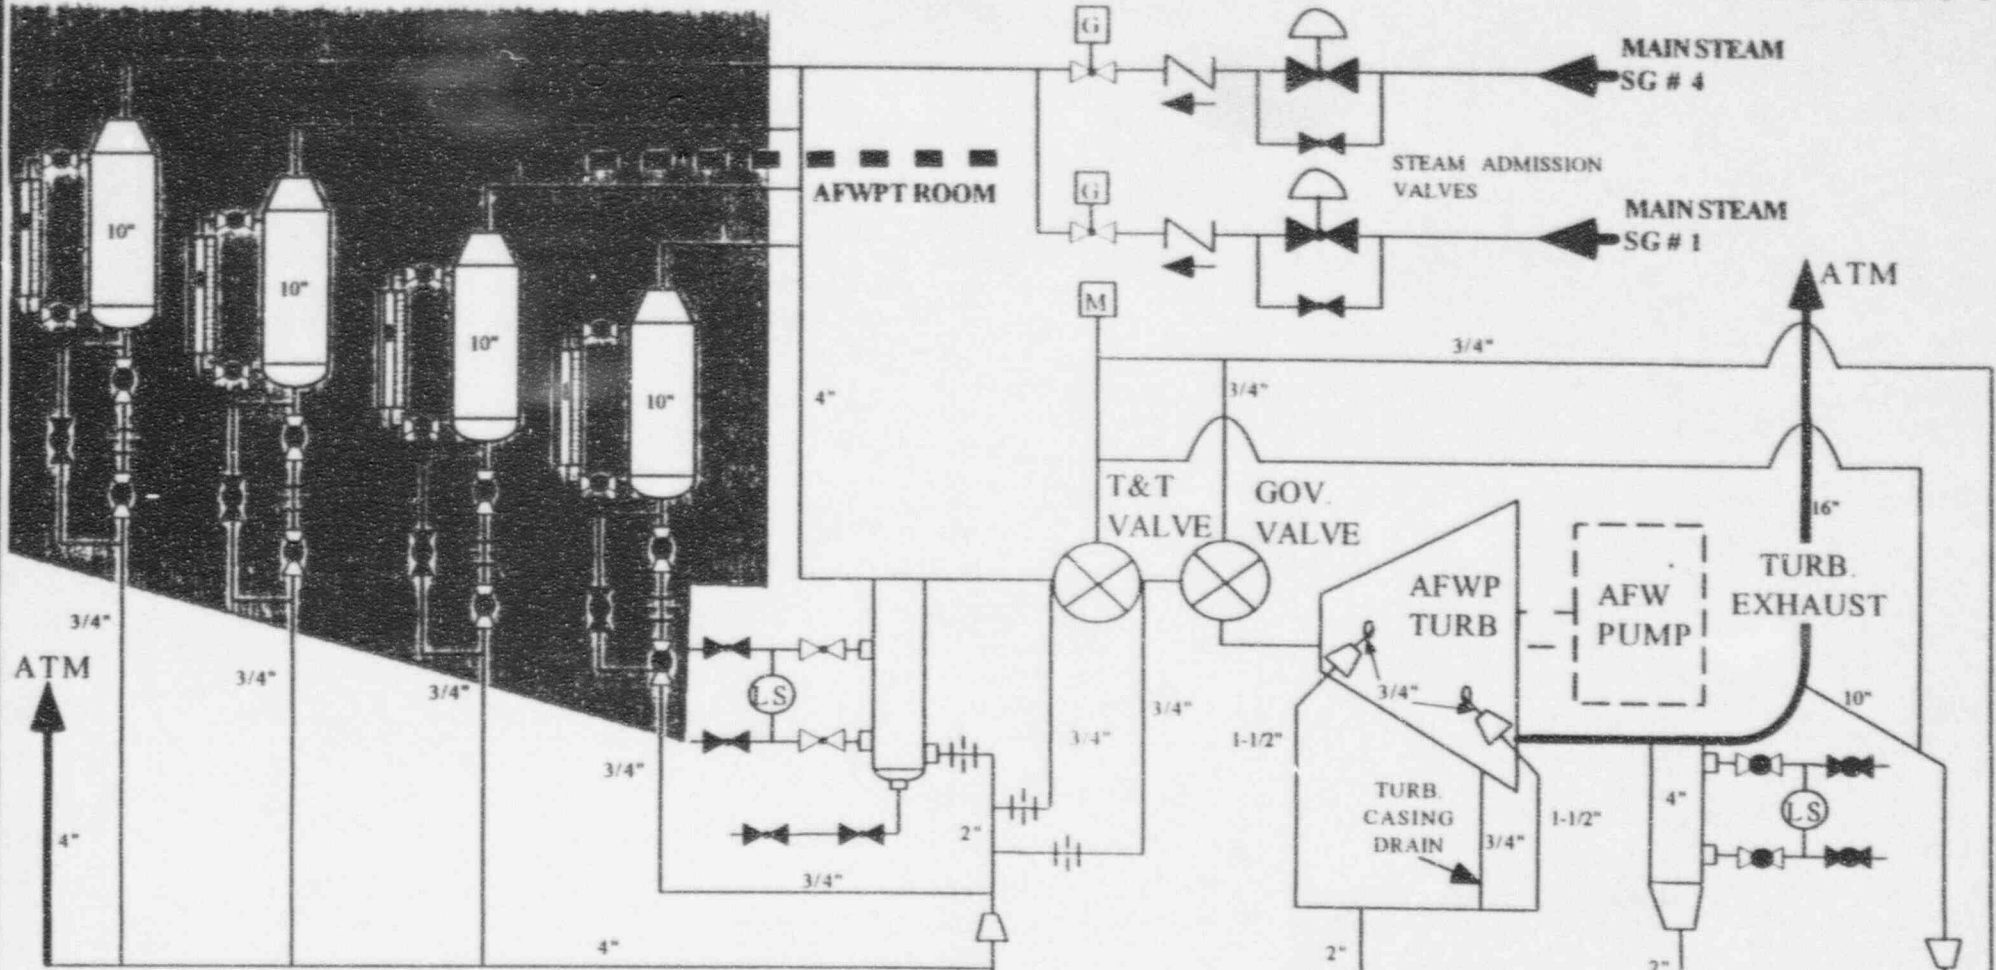 G
MAIN STEAM
SG # 4
STEAM ADMISSION
VALVES
AFWPT ROOM
G
MAIN STEAM
SG # 1
10"
10"
10"
10"
M
ATM
3/4"
3/4"
4"
T&T
VALVE
GOV.
VALVE
16"
AFWP
TURB
AFW
PUMP
TURB.
EXHAUST
3/4"
ATM
3/4"
3/4"
LS
3/4"
3/4"
3/4"
10"
1-1/2"
3/4"
TURB.
CASING
DRAIN
3/4"
1-1/2"
4"
LS
4"
2"
3/4"
4"
2"
2"